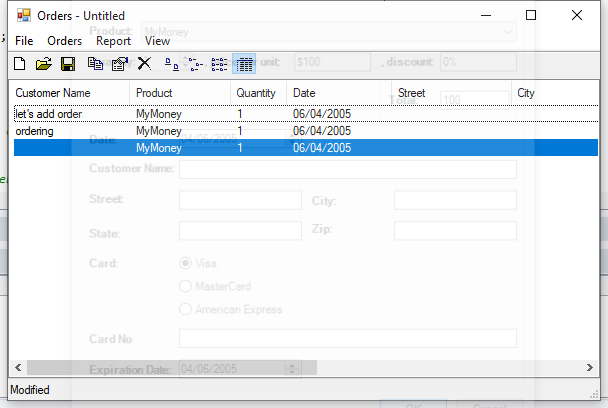 Orders - Untitled
Product: MyMoney
File Orders Report View
unit: $100 , discount: 0%
Customer Name Product Quantity Date Street City
Total: 100
let's add order MyMoney 1 06/04/2005
ordering MyMoney 1 06/04/2005
Date: 04/06/2005
MyMoney 1 06/04/2005
Customer Name:
Street: City:
State: Zip:
Card: Visa
MasterCard
American Express
Card No
Expiration Date: 04/06/2005
Modified